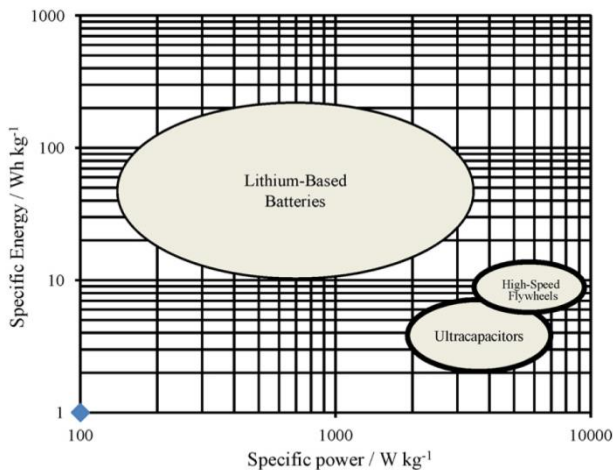 1000
100
10
1
Specific Energy / Wh kg⁻¹
Lithium-Based
Batteries
High-Speed
Flywheels
Ultracapacitors
100
1000
10000
Specific power / W kg⁻¹